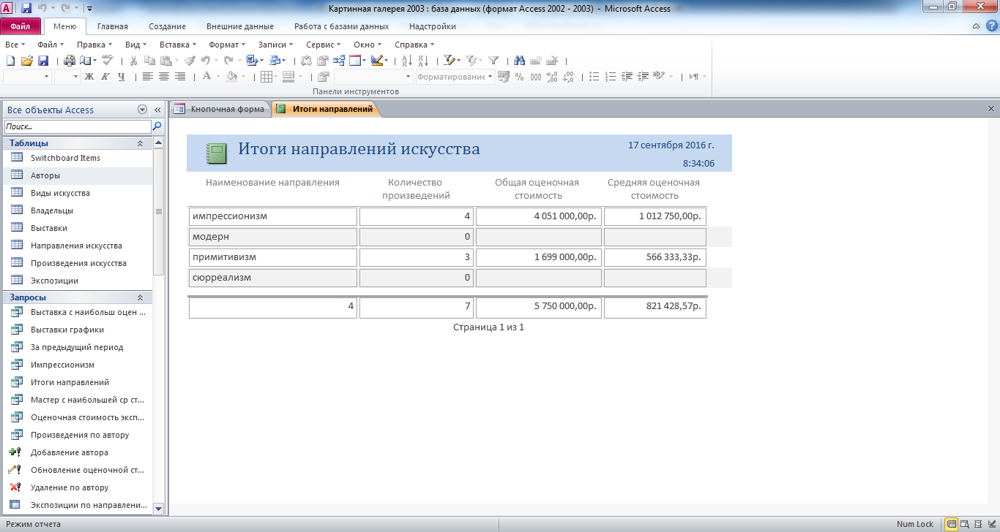 Картинная галерея 2003 : база данных (формат Access 2002 - 2003) - Microsoft Access
Файл Меню Главная Создание Внешние данные Работа с базами данных Надстройки
Все Файл Правка Вид Вставка Формат Записи Сервис Окно Справка
Ж К Ч Форматирование % 000
Панели инструментов
Все объекты Access
Поиск...
Таблицы
Switchboard Items
Авторы
Виды искусства
Владельцы
Выставки
Направления искусства
Произведения искусства
Экспозиции
Запросы
Выставка с наибольш оцен ...
Выставки графики
За предыдущий период
Импрессионизм
Итоги направлений
Мастер с наибольшей ср ст...
Оценочная стоимость эксп...
Произведения по автору
Добавление автора
Обновление оценочной ст...
Удаление по автору
Экспозиции по направлени...
Кнопочная форма Итоги направлений
Итоги направлений искусства
17 сентября 2016 г.
8:34:06
Наименование направления Количество произведений Общая оценочная стоимость Средняя оценочная стоимость
импрессионизм 4 4 051 000,00р. 1 012 750,00р.
модерн 0
примитивизм 3 1 699 000,00р. 566 333,33р.
сюрреализм 0
4 7 5 750 000,00р. 821 428,57р.
Страница 1 из 1
Режим отчета
Num Lock